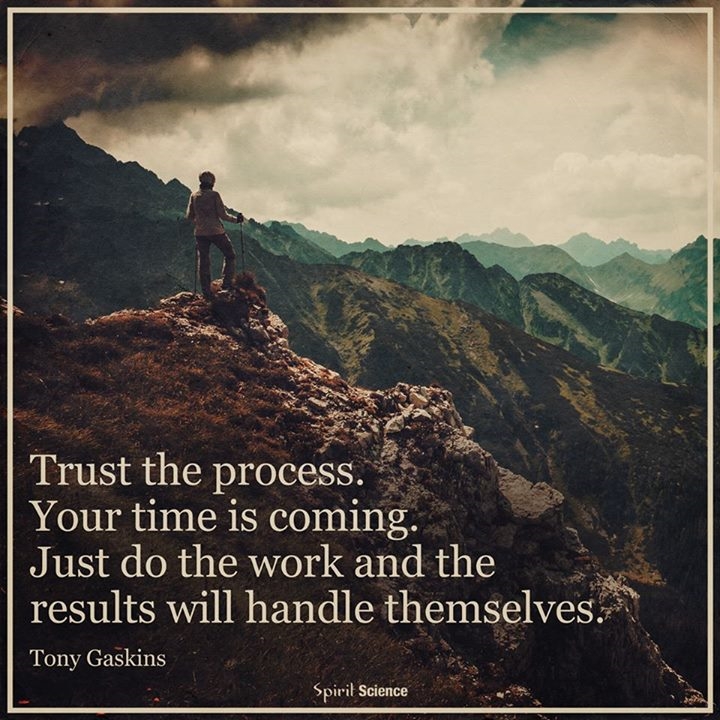 Trust the process.
Your time is coming.
Just do the work and the
results will handle themselves.
Tony Gaskins
Spirit Science